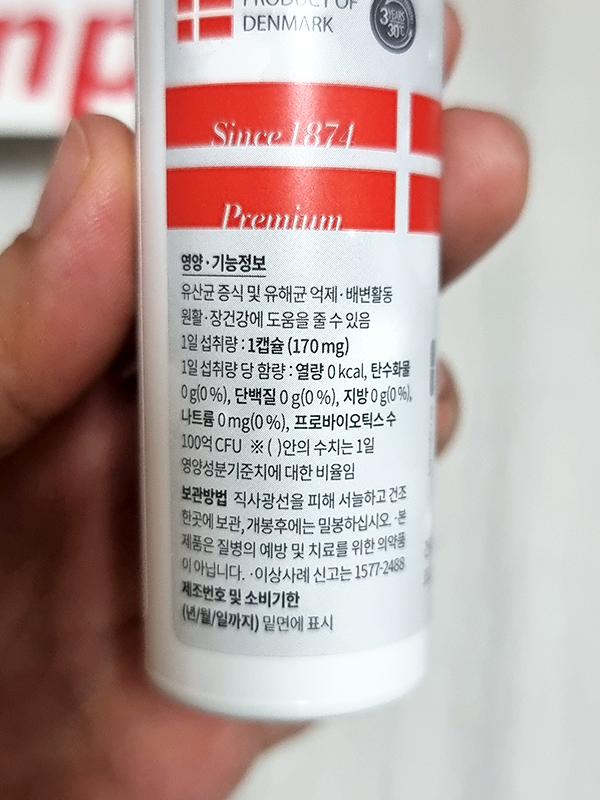 PRODUCT OF
DENMARK
3 YEARS
30℃
Since 1874
Premium
영양·기능정보
유산균 증식 및 유해균 억제·배변활동
원활·장건강에 도움을 줄 수 있음
1일 섭취량 : 1캡슐 (170 mg)
1일 섭취량 당 함량 : 열량 0 kcal, 탄수화물
0 g(0 %), 단백질 0 g(0 %), 지방 0 g(0 %),
나트륨 0 mg(0 %), 프로바이오틱스 수
100억 CFU ※ ( )안의 수치는 1일
영양성분기준치에 대한 비율임
보관방법 직사광선을 피해 서늘하고 건조
한곳에 보관, 개봉후에는 밀봉하십시오. ·본
제품은 질병의 예방 및 치료를 위한 의약품
이 아닙니다. ·이상사례 신고는 1577-2488
제조번호 및 소비기한
(년/월/일까지) 밑면에 표시